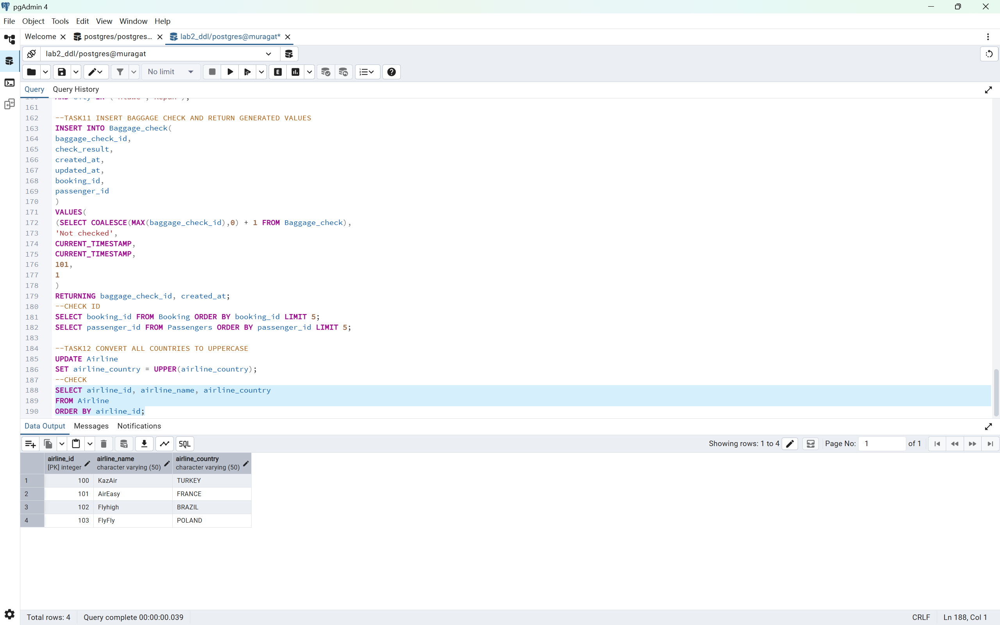 pgAdmin 4
File Object Tools Edit View Window Help
Welcome postgres/postgres... lab2_ddl/postgres@muragat*
lab2_ddl/postgres@muragat
No limit E
Query Query History
161
162 --TASK11 INSERT BAGGAGE CHECK AND RETURN GENERATED VALUES
163 INSERT INTO Baggage_check(
164 baggage_check_id,
165 check_result,
166 created_at,
167 updated_at,
168 booking_id,
169 passenger_id
170 )
171 VALUES(
172 (SELECT COALESCE(MAX(baggage_check_id),0) + 1 FROM Baggage_check),
173 'Not checked',
174 CURRENT_TIMESTAMP,
175 CURRENT_TIMESTAMP,
176 101,
177 1
178 )
179 RETURNING baggage_check_id, created_at;
180 --CHECK ID
181 SELECT booking_id FROM Booking ORDER BY booking_id LIMIT 5;
182 SELECT passenger_id FROM Passengers ORDER BY passenger_id LIMIT 5;
183
184 --TASK12 CONVERT ALL COUNTRIES TO UPPERCASE
185 UPDATE Airline
186 SET airline_country = UPPER(airline_country);
187 --CHECK
188 SELECT airline_id, airline_name, airline_country
189 FROM Airline
190 ORDER BY airline_id;
Data Output Messages Notifications
SQL Showing rows: 1 to 4 Page No: 1 of 1
airline_id airline_name airline_country
[PK] integer character varying (50) character varying (50)
1 100 KazAir TURKEY
2 101 AirEasy FRANCE
3 102 Flyhigh BRAZIL
4 103 FlyFly POLAND
Total rows: 4 Query complete 00:00:00.039 CRLF Ln 188, Col 1